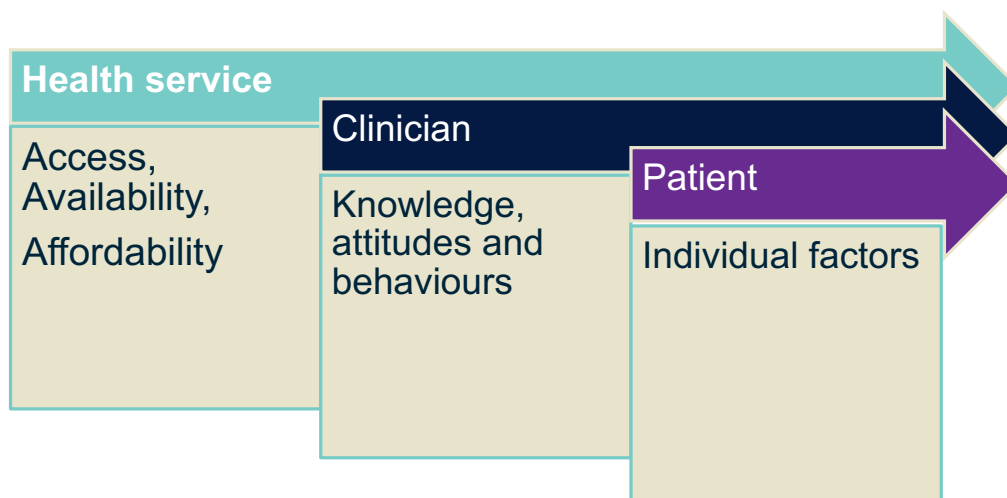 Health service
Access,
Availability,
Affordability
Clinician
Knowledge,
attitudes and
behaviours
Patient
Individual factors